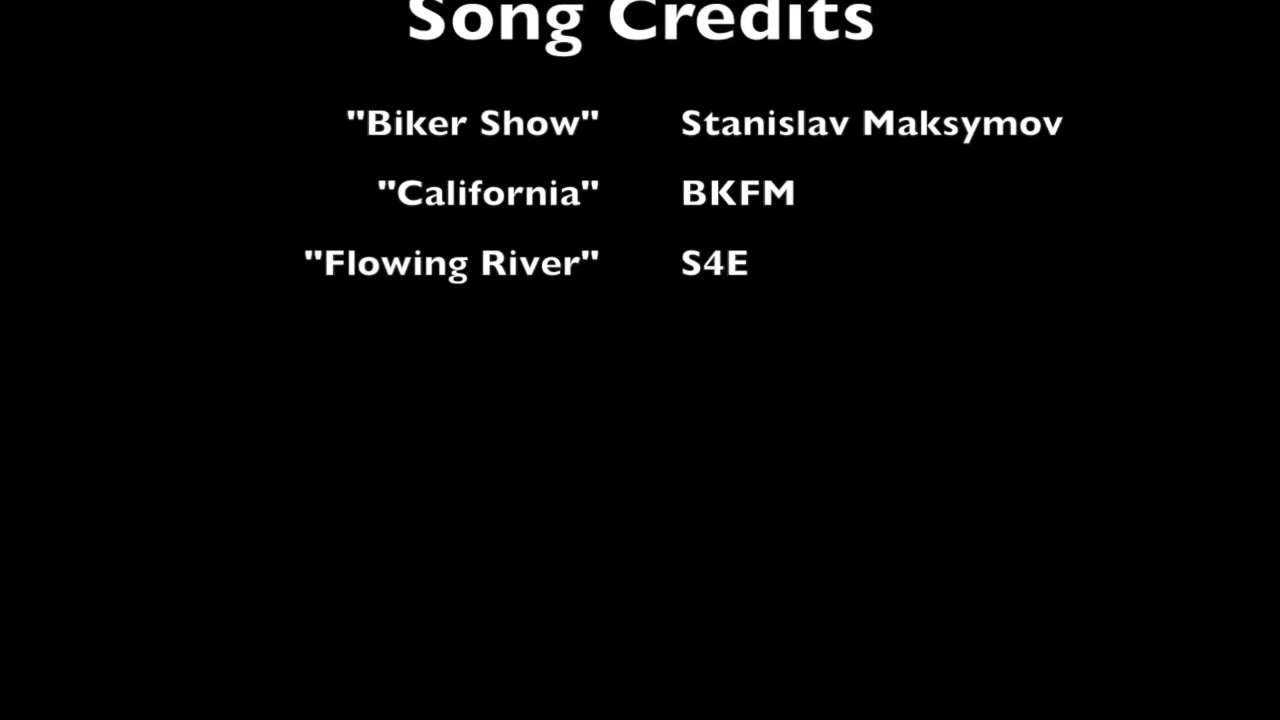 Song Credits
"Biker Show" Stanislav Maksymov
"California" BKFM
"Flowing River" S4E